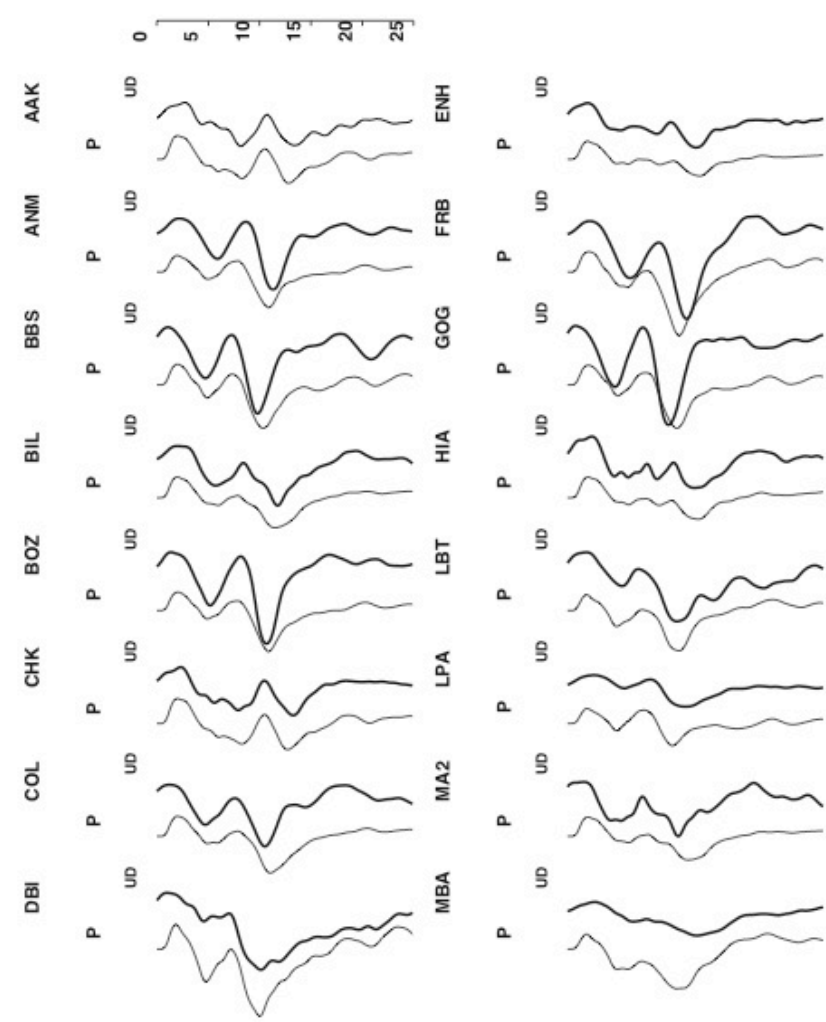 0 5 10 15 20 25
AAK P UD
ENH P UD
ANM P UD
FRB P UD
BBS P UD
GOG P UD
BIL P UD
HIA P UD
BOZ P UD
LBT P UD
CHK P UD
LPA P UD
COL P UD
MA2 P UD
DBI P UD
MBA P UD